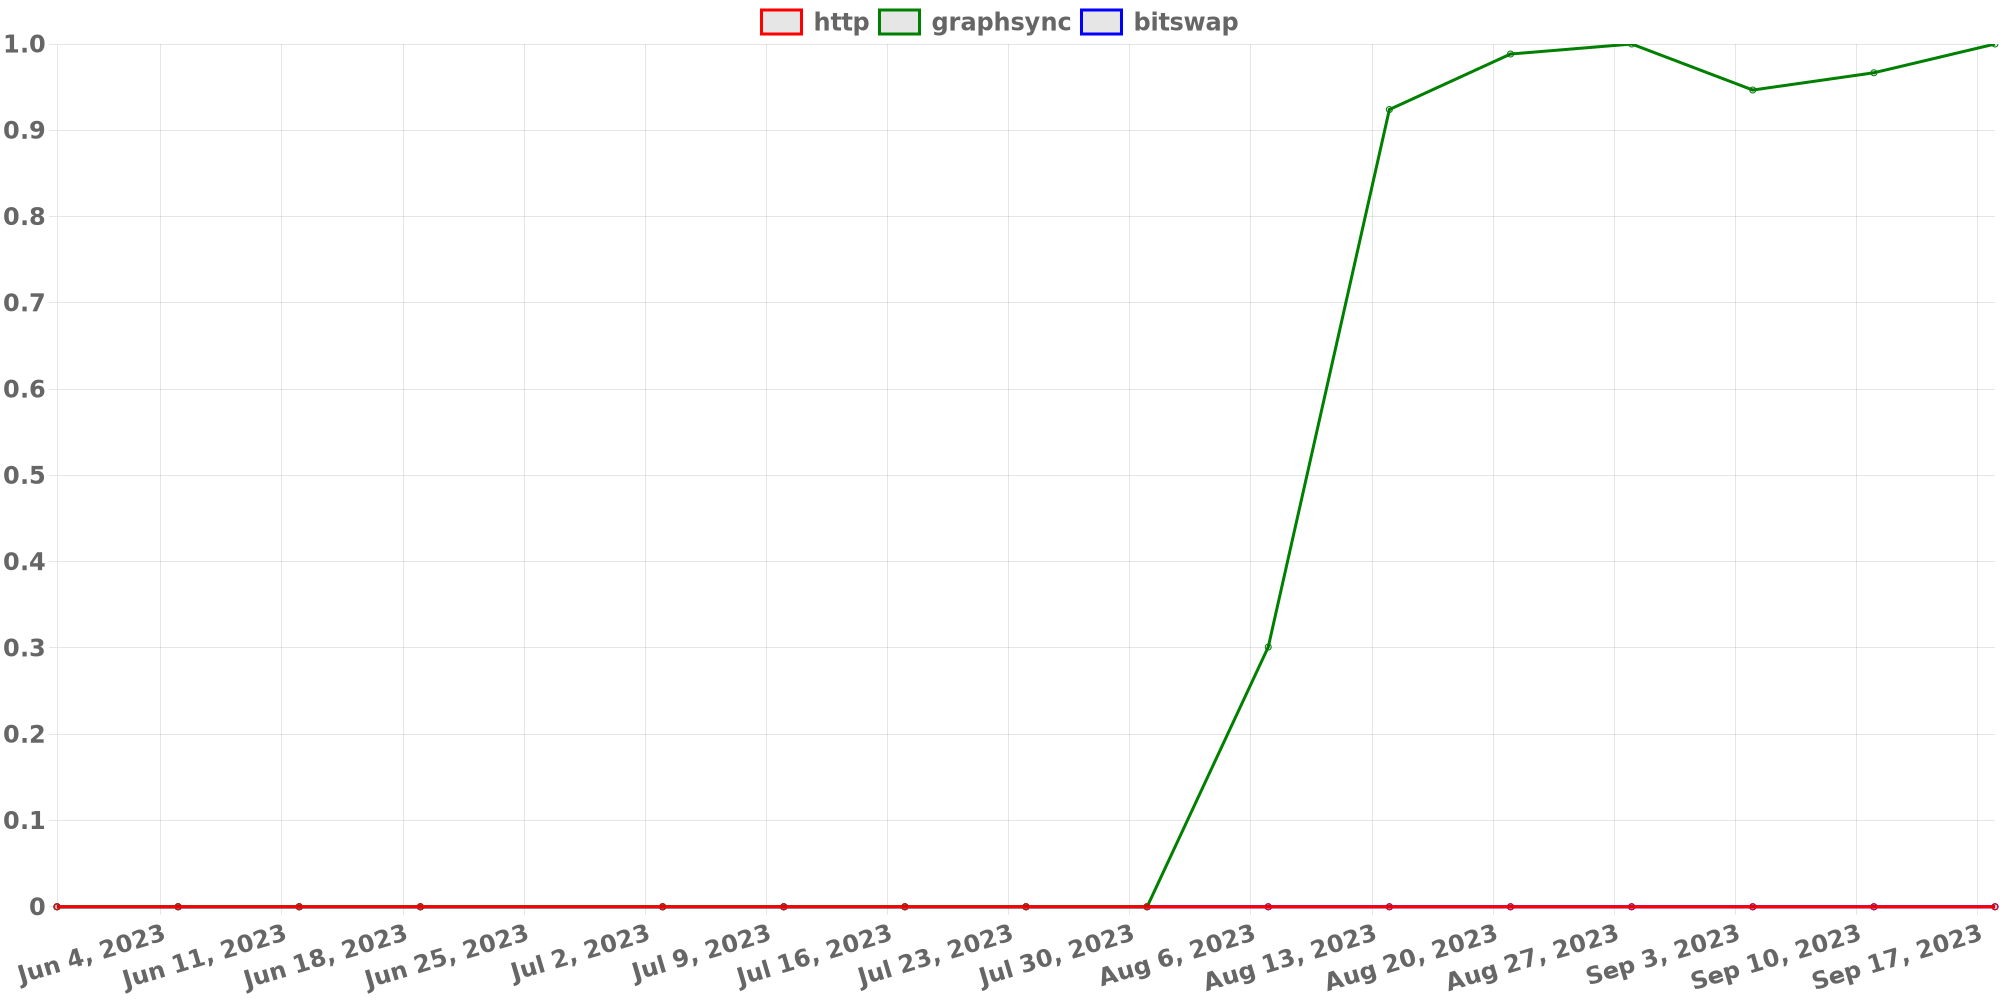 http graphsync bitswap
1.0
0.9
0.8
0.7
0.6
0.5
0.4
0.3
0.2
0.1
0
Jun 4, 2023
Jun 11, 2023
Jun 18, 2023
Jun 25, 2023
Jul 2, 2023
Jul 9, 2023
Jul 16, 2023
Jul 23, 2023
Jul 30, 2023
Aug 6, 2023
Aug 13, 2023
Aug 20, 2023
Aug 27, 2023
Sep 3, 2023
Sep 10, 2023
Sep 17, 2023